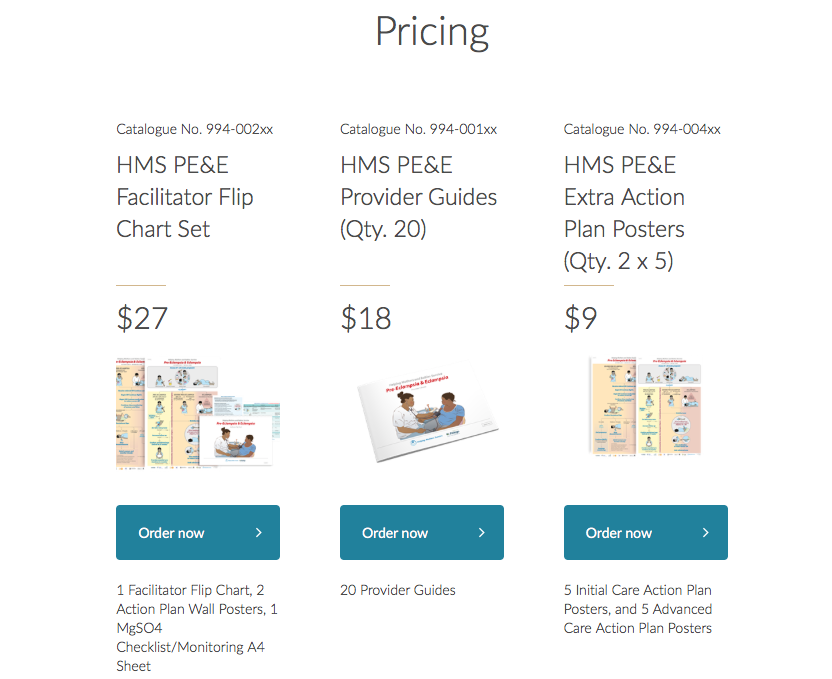 Pricing
Catalogue No. 994-002xx
HMS PE&E
Facilitator Flip
Chart Set
$27
Order now
1 Facilitator Flip Chart, 2
Action Plan Wall Posters, 1
MgSO4
Checklist/Monitoring A4
Sheet
Catalogue No. 994-001xx
HMS PE&E
Provider Guides
(Qty. 20)
$18
Pre-Eclampsia & Eclampsia
Order now
20 Provider Guides
Catalogue No. 994-004xx
HMS PE&E
Extra Action
Plan Posters
(Qty. 2 x 5)
$9
Order now
5 Initial Care Action Plan
Posters, and 5 Advanced
Care Action Plan Posters